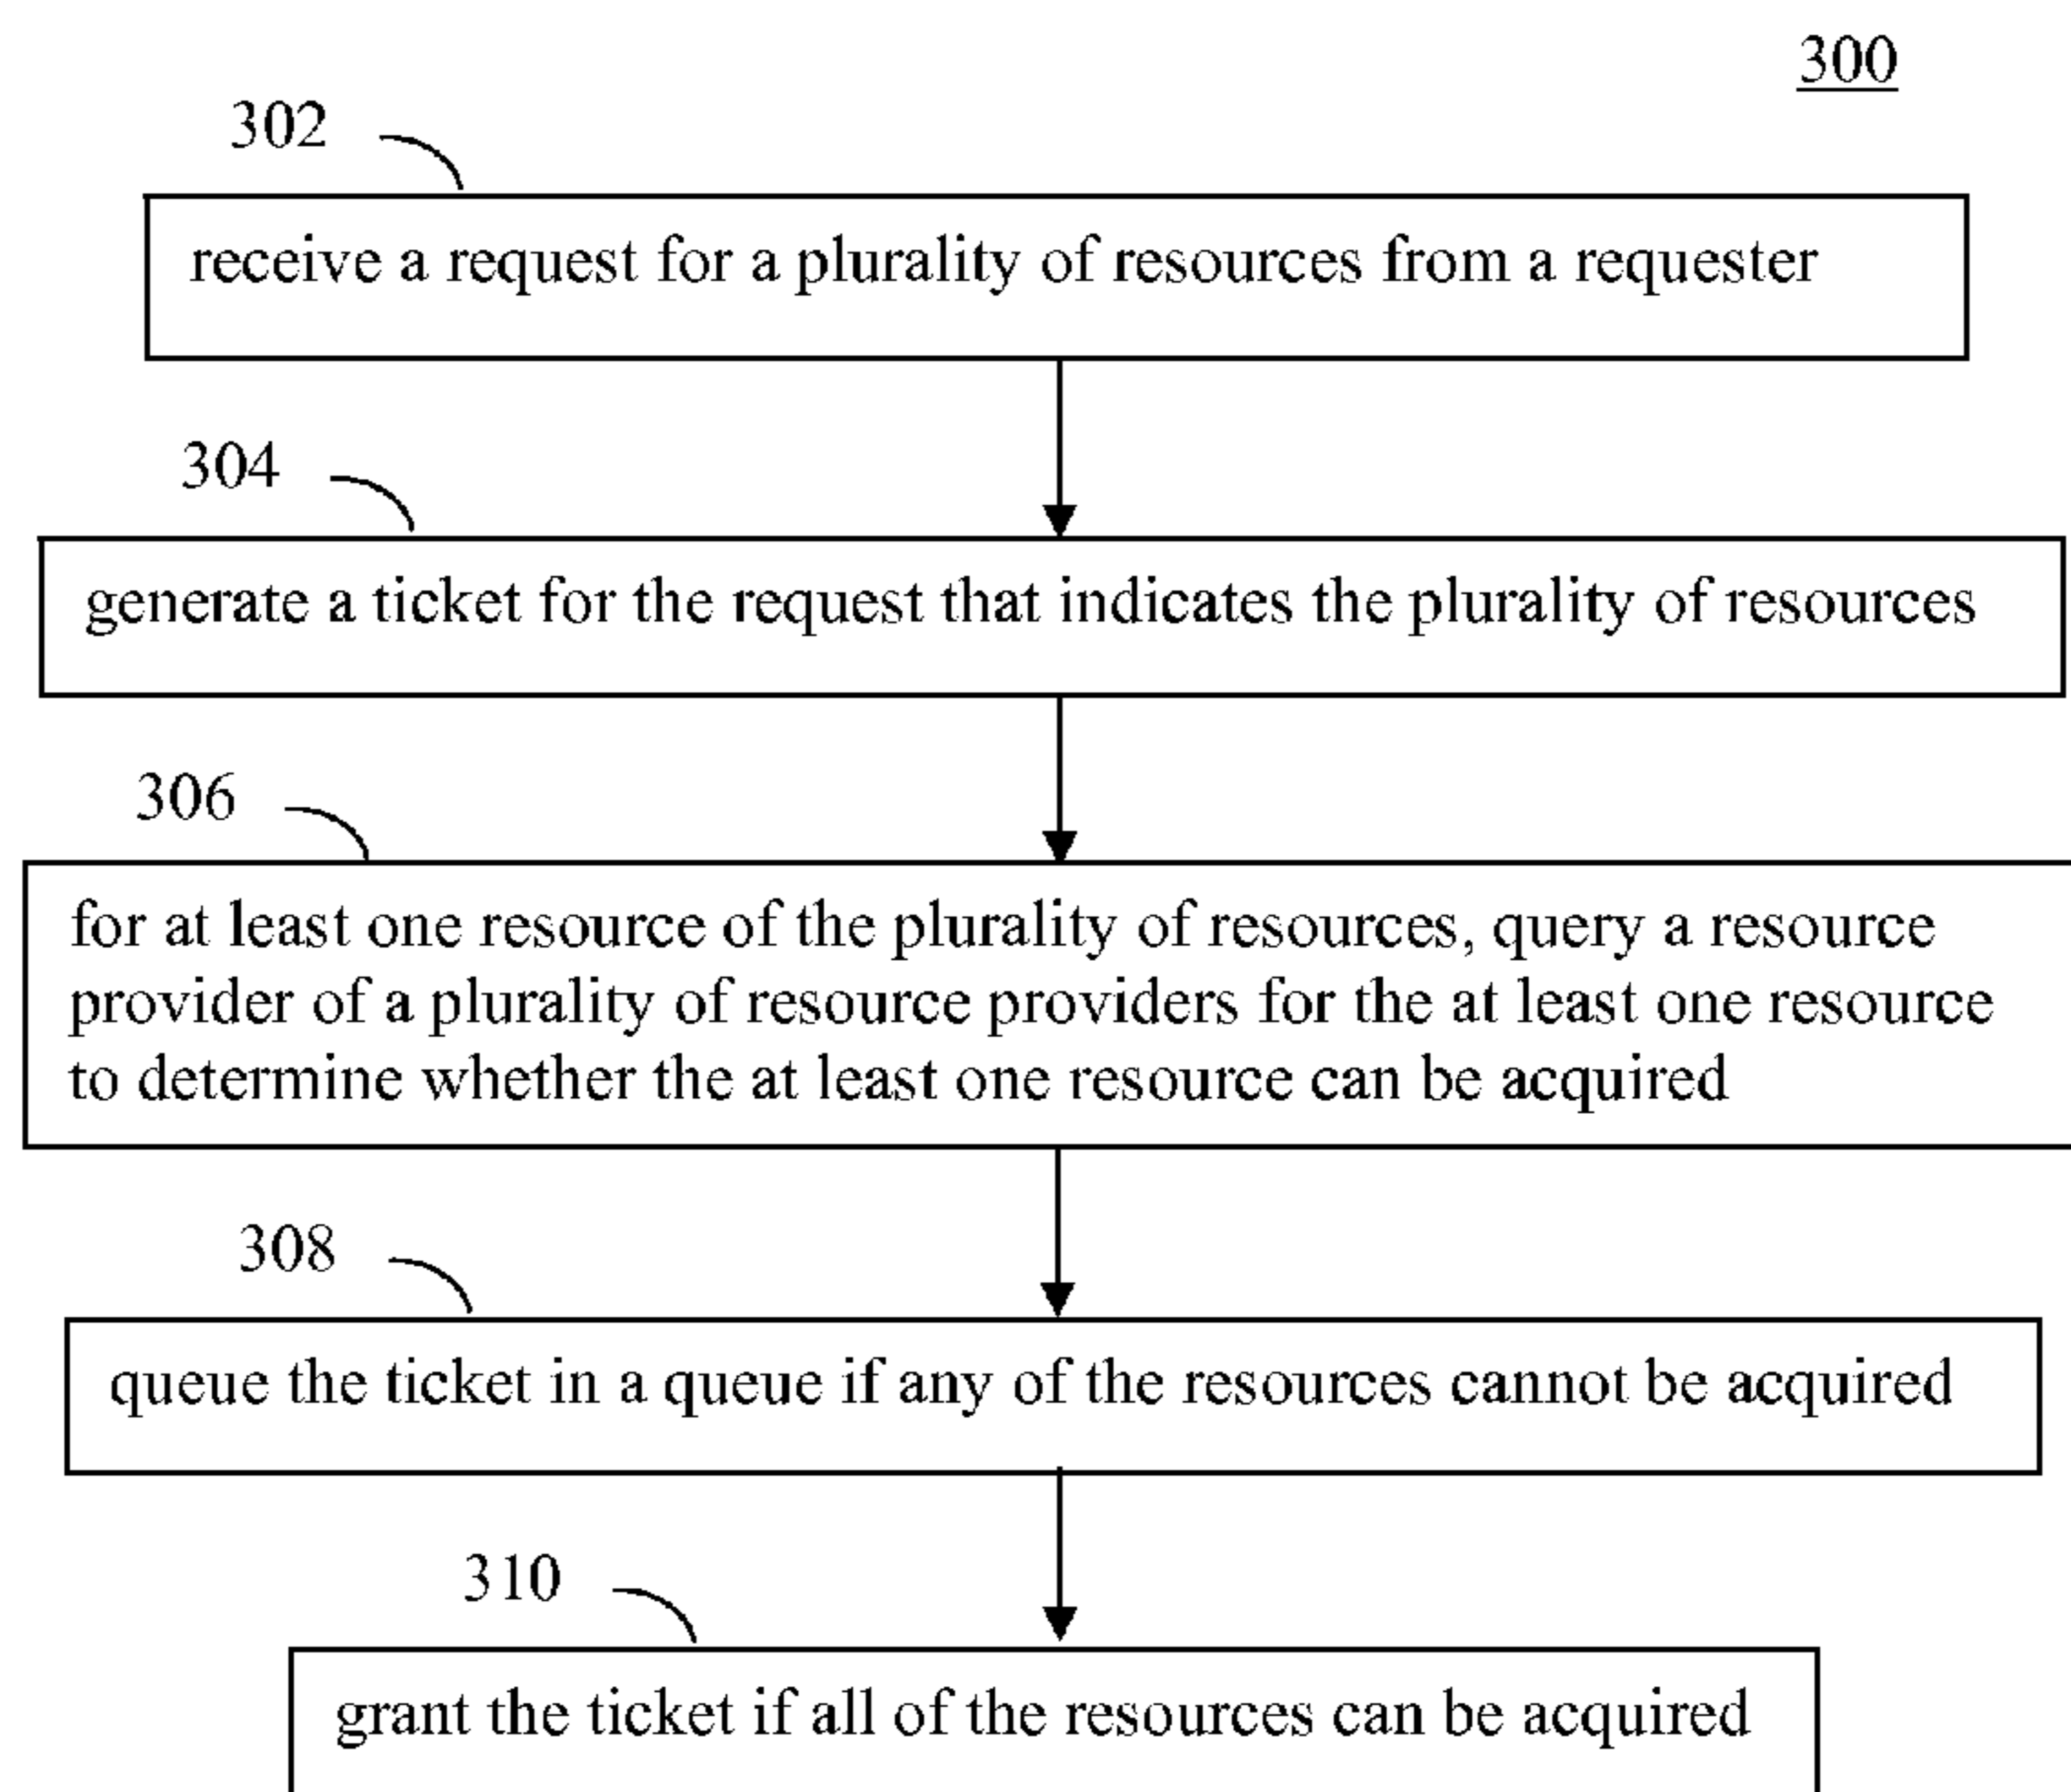 300
302
receive a request for a plurality of resources from a requester
304
generate a ticket for the request that indicates the plurality of resources
306
for at least one resource of the plurality of resources, query a resource
provider of a plurality of resource providers for the at least one resource
to determine whether the at least one resource can be acquired
308
queue the ticket in a queue if any of the resources cannot be acquired
310
grant the ticket if all of the resources can be acquired